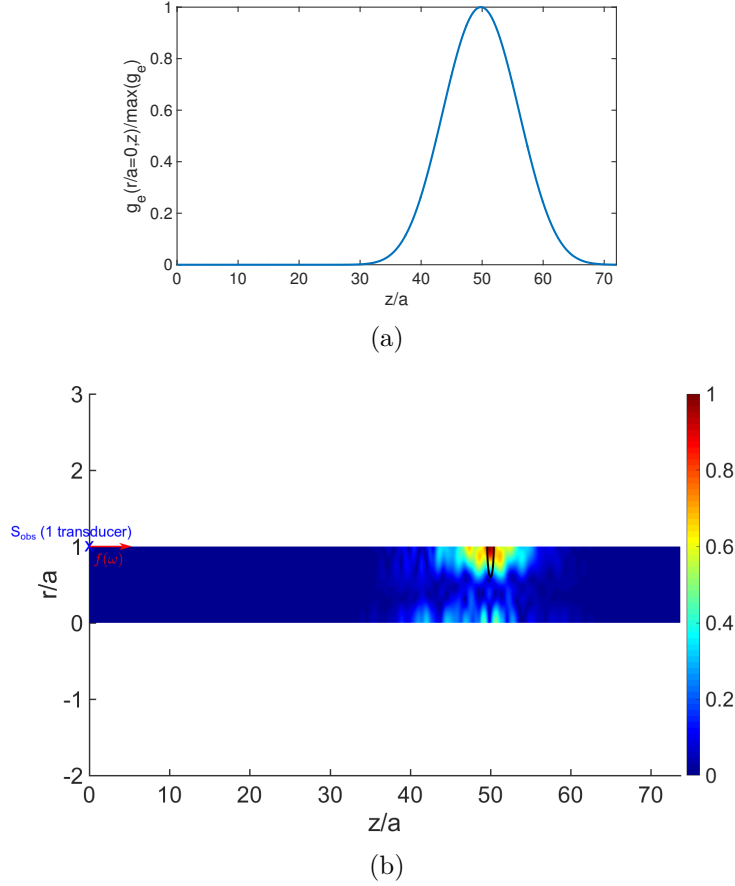 1
0.8
0.6
0.4
0.2
0
g_e(r/a=0,z)/max(g_e)
0 10 20 30 40 50 60 70
z/a
(a)
3
2
1
0
-1
-2
r/a
S_obs (1 transducer)
f(ω)
0 10 20 30 40 50 60 70
z/a
1
0.8
0.6
0.4
0.2
0
(b)